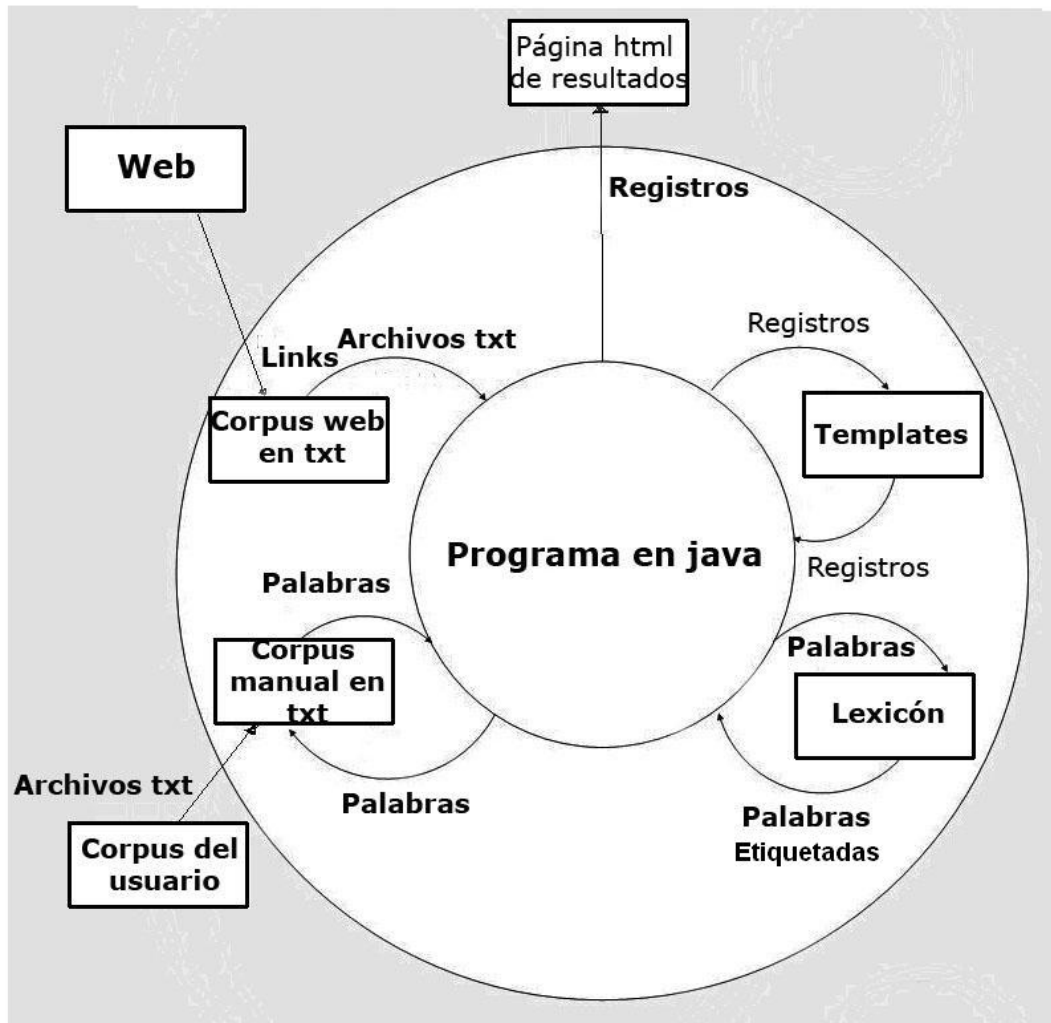 Página html
de resultados
Web
Registros
Registros
Archivos txt
Links
Corpus web
en txt
Templates
Programa en java
Registros
Palabras
Palabras
Corpus
manual en
txt
Lexicón
Archivos txt
Palabras
Palabras
Etiquetadas
Corpus del
usuario